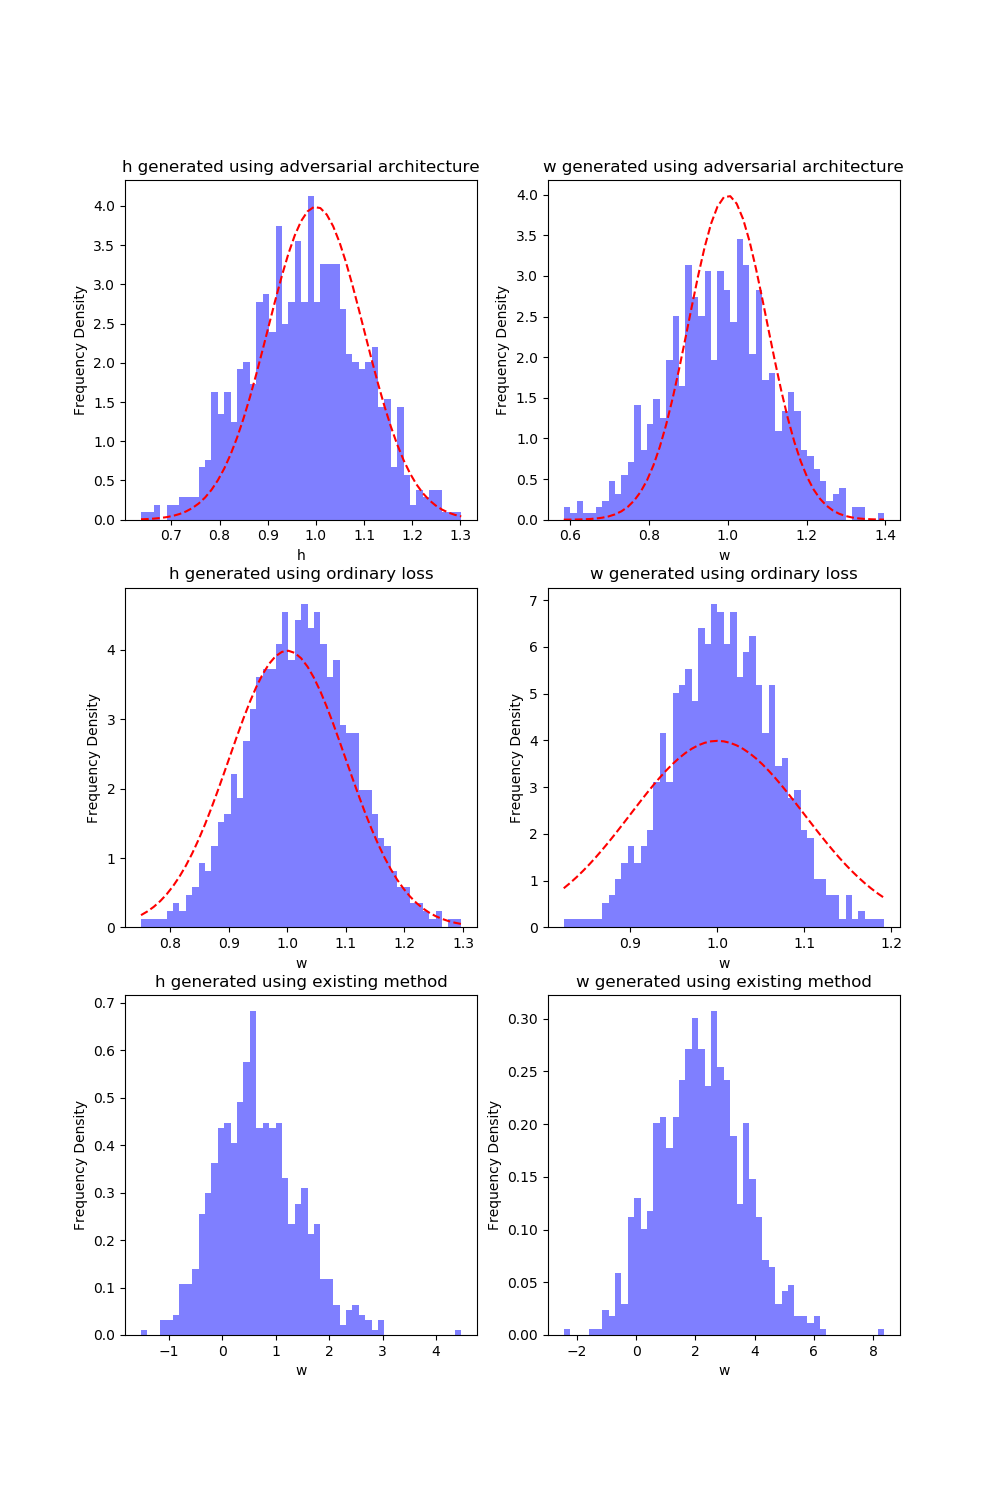 h generated using adversarial architecture
Frequency Density
4.0
3.5
3.0
2.5
2.0
1.5
1.0
0.5
0.0
0.7 0.8 0.9 1.0 1.1 1.2 1.3
h
w generated using adversarial architecture
Frequency Density
4.0
3.5
3.0
2.5
2.0
1.5
1.0
0.5
0.0
0.6 0.8 1.0 1.2 1.4
w
h generated using ordinary loss
Frequency Density
4
3
2
1
0
0.8 0.9 1.0 1.1 1.2 1.3
w
w generated using ordinary loss
Frequency Density
7
6
5
4
3
2
1
0
0.9 1.0 1.1 1.2
w
h generated using existing method
Frequency Density
0.7
0.6
0.5
0.4
0.3
0.2
0.1
0.0
−1 0 1 2 3 4
w
w generated using existing method
Frequency Density
0.30
0.25
0.20
0.15
0.10
0.05
0.00
−2 0 2 4 6 8
w